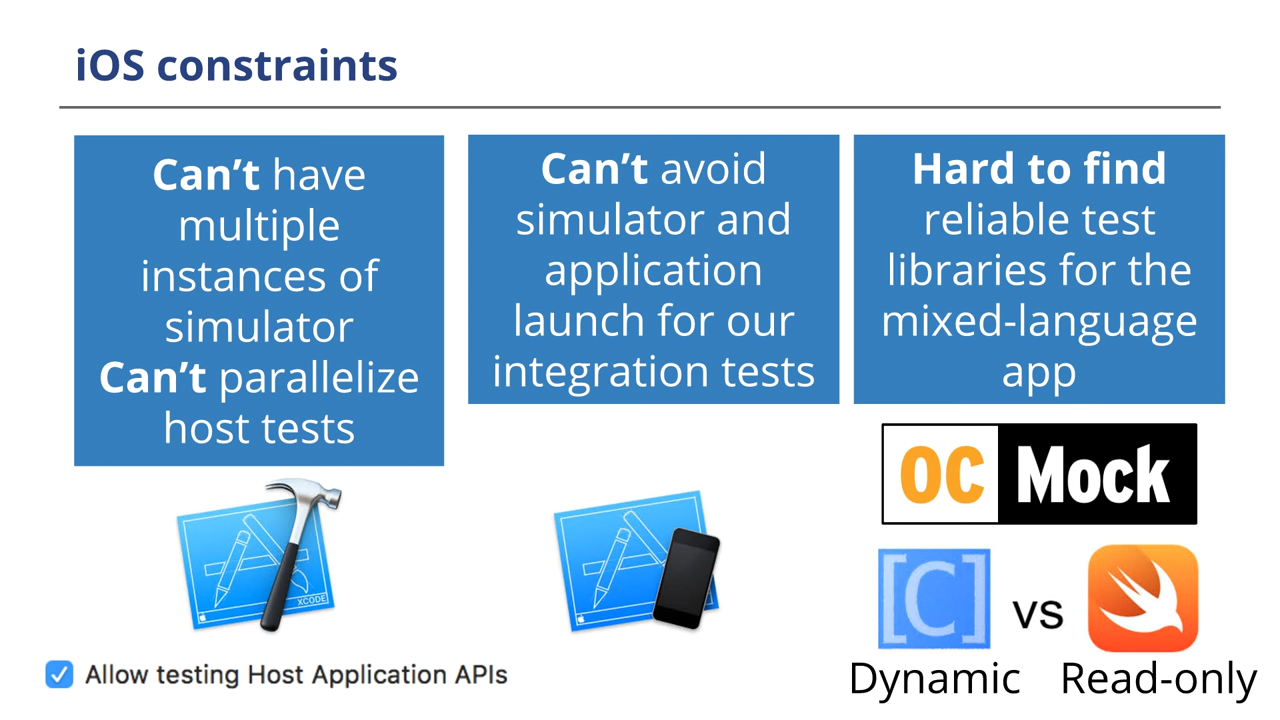 iOS constraints
Can’t have
multiple
instances of
simulator
Can’t parallelize
host tests
Can’t avoid
simulator and
application
launch for our
integration tests
Hard to find
reliable test
libraries for the
mixed-language
app
XCODE
OC Mock
[C] vs
Dynamic Read-only
Allow testing Host Application APIs